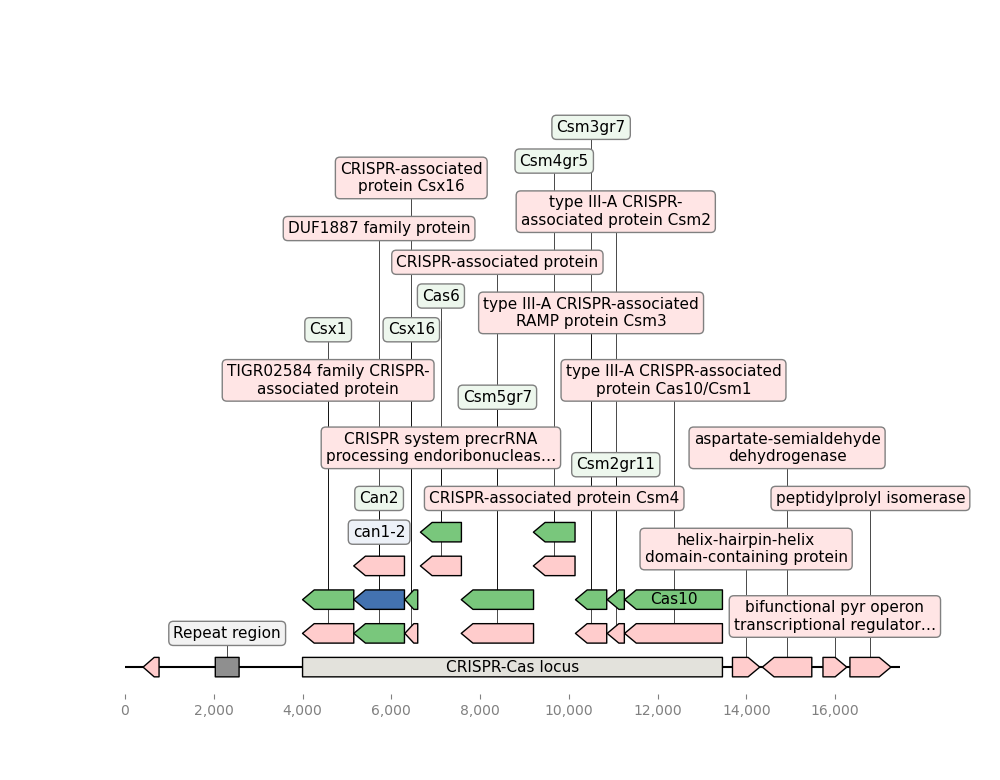 Csm3gr7
Csm4gr5
CRISPR-associated
protein Csx16
type III-A CRISPR-
associated protein Csm2
DUF1887 family protein
CRISPR-associated protein
Cas6
type III-A CRISPR-associated
RAMP protein Csm3
Csx1
Csx16
TIGR02584 family CRISPR-
associated protein
type III-A CRISPR-associated
protein Cas10/Csm1
Csm5gr7
CRISPR system precrRNA
processing endoribonucleas...
aspartate-semialdehyde
dehydrogenase
Csm2gr11
Can2
CRISPR-associated protein Csm4
peptidylprolyl isomerase
can1-2
helix-hairpin-helix
domain-containing protein
Cas10
bifunctional pyr operon
transcriptional regulator...
Repeat region
CRISPR-Cas locus
0 2,000 4,000 6,000 8,000 10,000 12,000 14,000 16,000